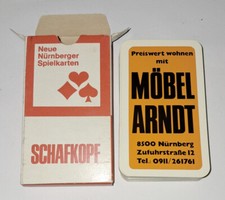 Neue
Nürnberger
Spielkarten
SCHAFKOPF
Preiswert wohnen
mit
MÖBEL
ARNDT
8500 Nürnberg
Zufuhrstraße 12
Tel. 0911/261761